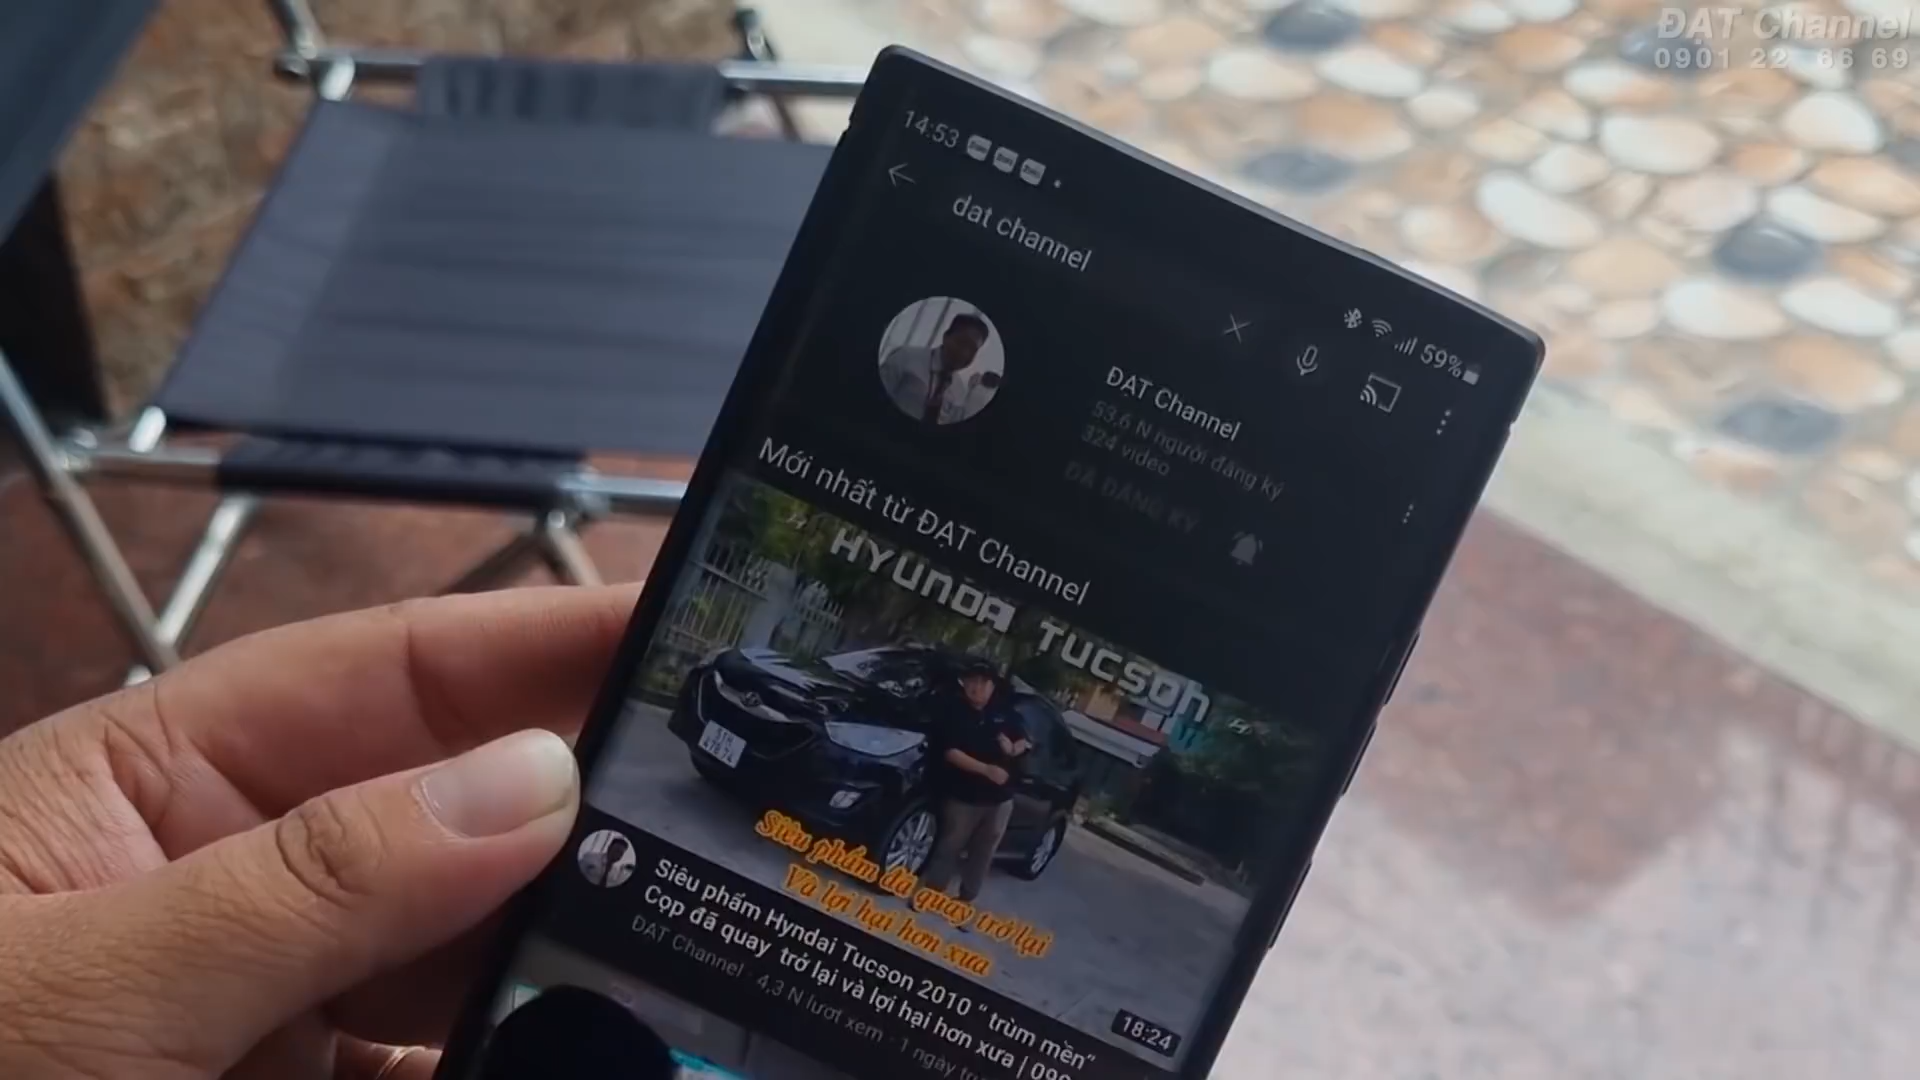 ĐẠT Channel
0901 22 66 69
14:53
59%
dat channel
ĐẠT Channel
53,6 N người đăng ký
324 video
ĐÃ ĐĂNG KÝ
Mới nhất từ ĐẠT Channel
HYUNDAI TUCSON
51H
Siêu phẩm đã quay trở lại
Và lợi hại hơn xưa
18:24
Siêu phẩm Hyndai Tucson 2010 “ trùm mền”
Cọp đã quay trở lại và lợi hại hơn xưa | 090
ĐẠT Channel · 4,3 N lượt xem · 1 ngày